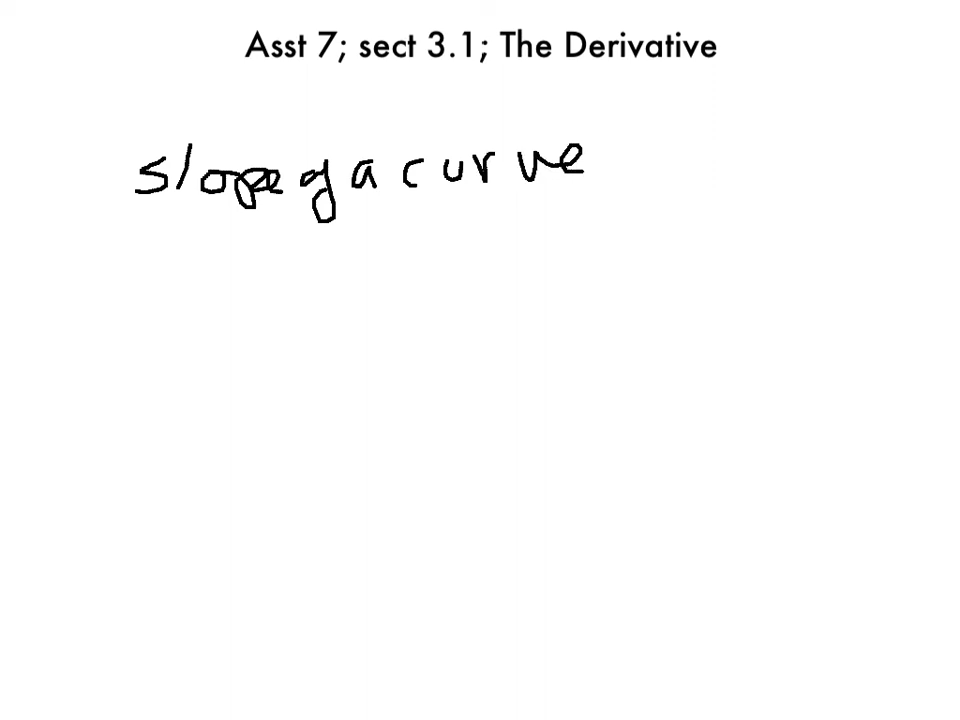 Asst 7; sect 3.1; The Derivative
slope of a curve